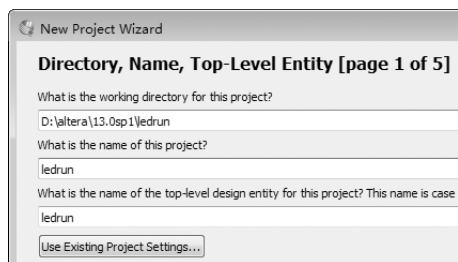 New Project Wizard
Directory, Name, Top-Level Entity [page 1 of 5]
What is the working directory for this project?
D:\altera\13.0sp1\ledrun
What is the name of this project?
ledrun
What is the name of the top-level design entity for this project? This name is case
ledrun
Use Existing Project Settings...